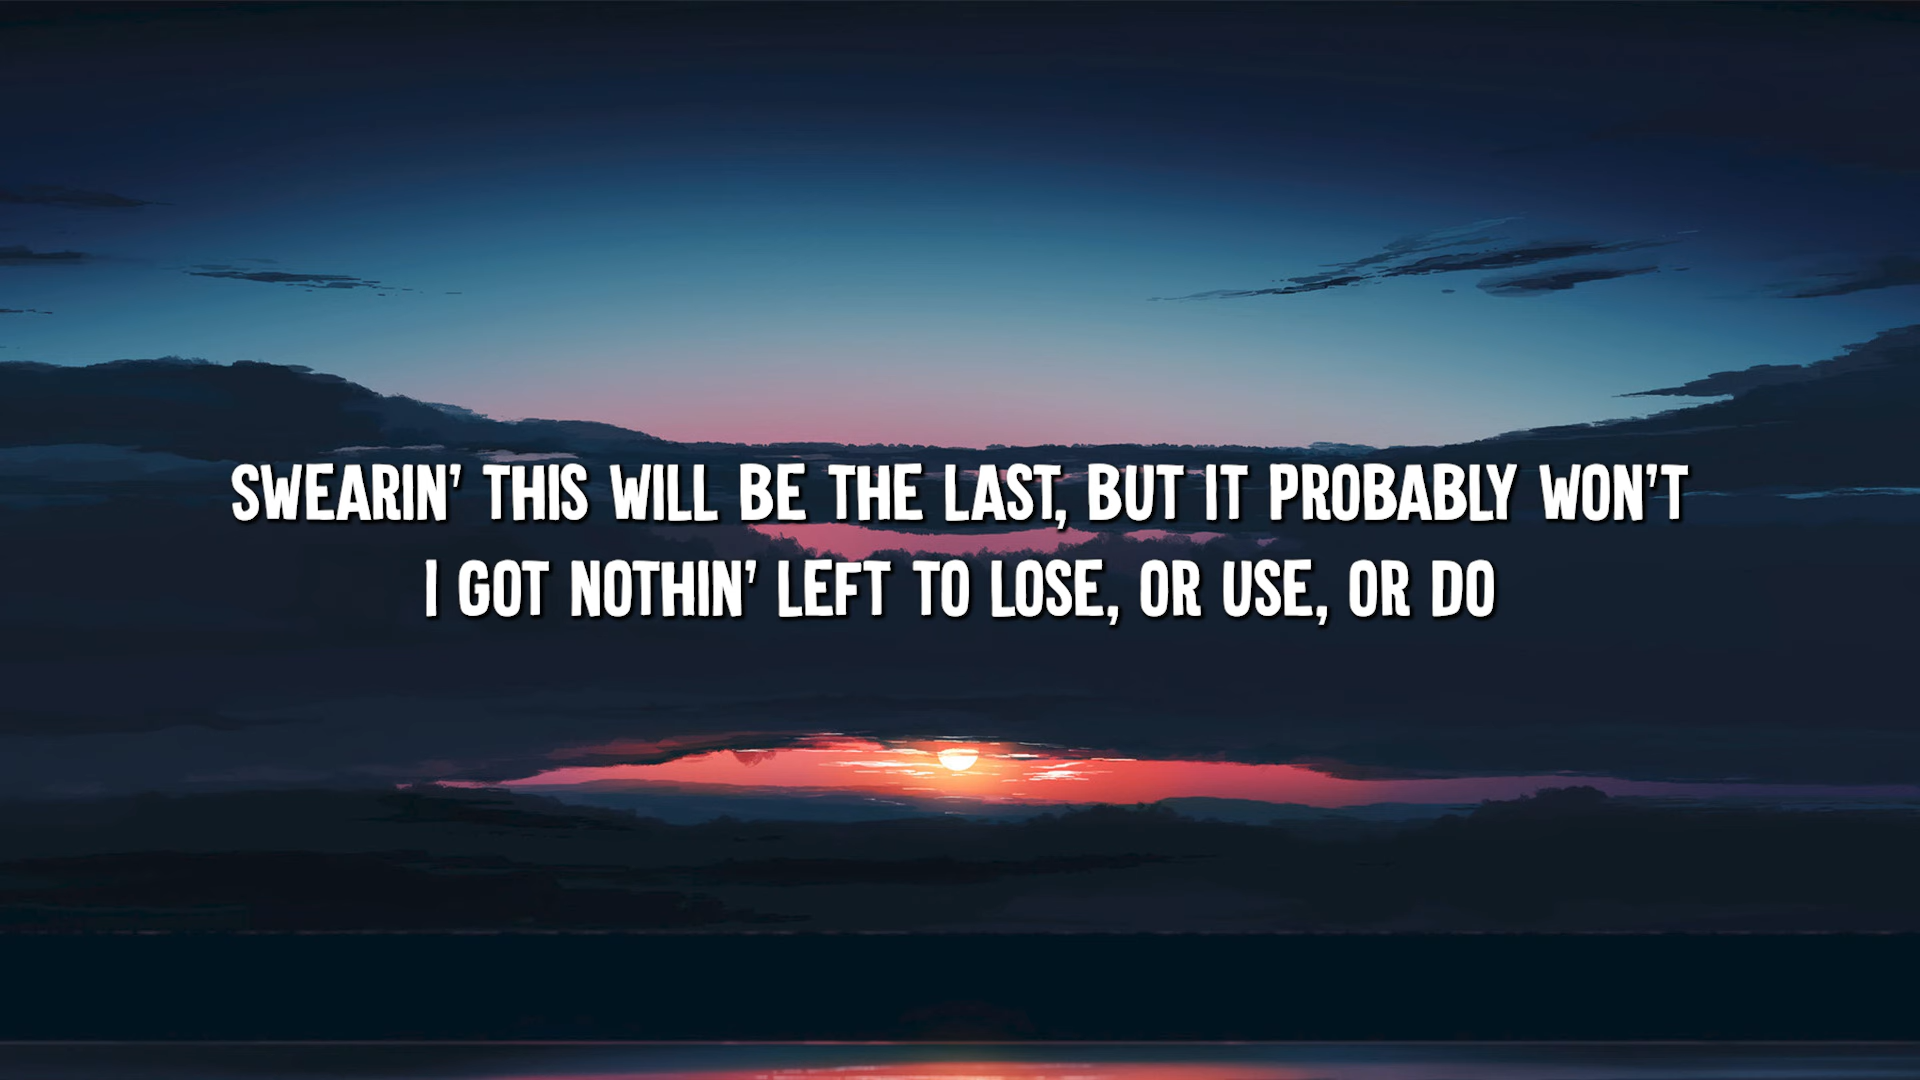 SWEARIN' THIS WILL BE THE LAST, BUT IT PROBABLY WON'T
I GOT NOTHIN' LEFT TO LOSE, OR USE, OR DO